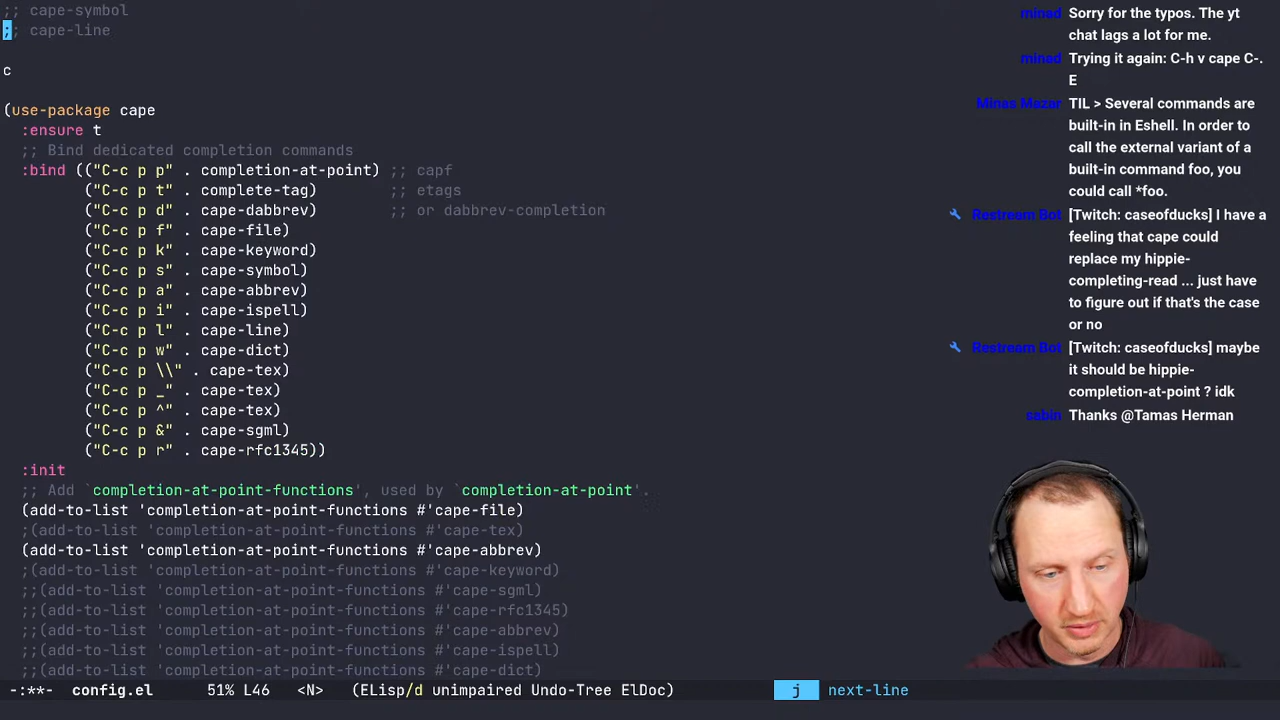 ;; cape-symbol
;; cape-line
c
(use-package cape
:ensure t
;; Bind dedicated completion commands
:bind (("C-c p p" . completion-at-point) ;; capf
("C-c p t" . complete-tag) ;; etags
("C-c p d" . cape-dabbrev) ;; or dabbrev-completion
("C-c p f" . cape-file)
("C-c p k" . cape-keyword)
("C-c p s" . cape-symbol)
("C-c p a" . cape-abbrev)
("C-c p i" . cape-ispell)
("C-c p l" . cape-line)
("C-c p w" . cape-dict)
("C-c p \\" . cape-tex)
("C-c p _" . cape-tex)
("C-c p ^" . cape-tex)
("C-c p &" . cape-sgml)
("C-c p r" . cape-rfc1345))
:init
;; Add `completion-at-point-functions', used by `completion-at-point'.
(add-to-list 'completion-at-point-functions #'cape-file)
;(add-to-list 'completion-at-point-functions #'cape-tex)
(add-to-list 'completion-at-point-functions #'cape-abbrev)
;(add-to-list 'completion-at-point-functions #'cape-keyword)
;;(add-to-list 'completion-at-point-functions #'cape-sgml)
;;(add-to-list 'completion-at-point-functions #'cape-rfc1345)
;;(add-to-list 'completion-at-point-functions #'cape-abbrev)
;;(add-to-list 'completion-at-point-functions #'cape-ispell)
;;(add-to-list 'completion-at-point-functions #'cape-dict)
-:**- config.el 51% L46 <N> (ELisp/d unimpaired Undo-Tree ElDoc) j next-line
minad Sorry for the typos. The yt
chat lags a lot for me.
minad Trying it again: C-h v cape C-.
E
Minas Mazar TIL > Several commands are
built-in in Eshell. In order to
call the external variant of a
built-in command foo, you
could call *foo.
Restream Bot [Twitch: caseofducks] I have a
feeling that cape could
replace my hippie-
completing-read ... just have
to figure out if that's the case
or no
Restream Bot [Twitch: caseofducks] maybe
it should be hippie-
completion-at-point ? idk
sabin Thanks @Tamas Herman